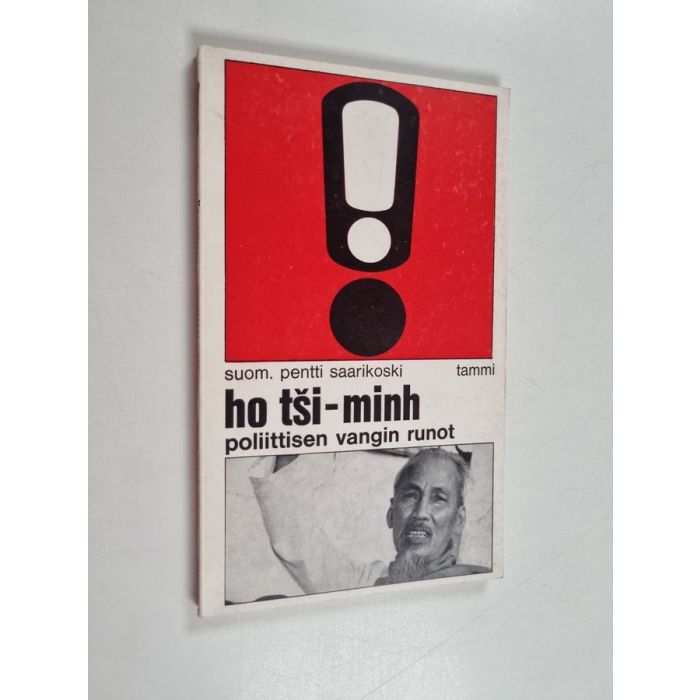 suom. pentti saarikoski tammi
ho tši-minh
poliittisen vangin runot